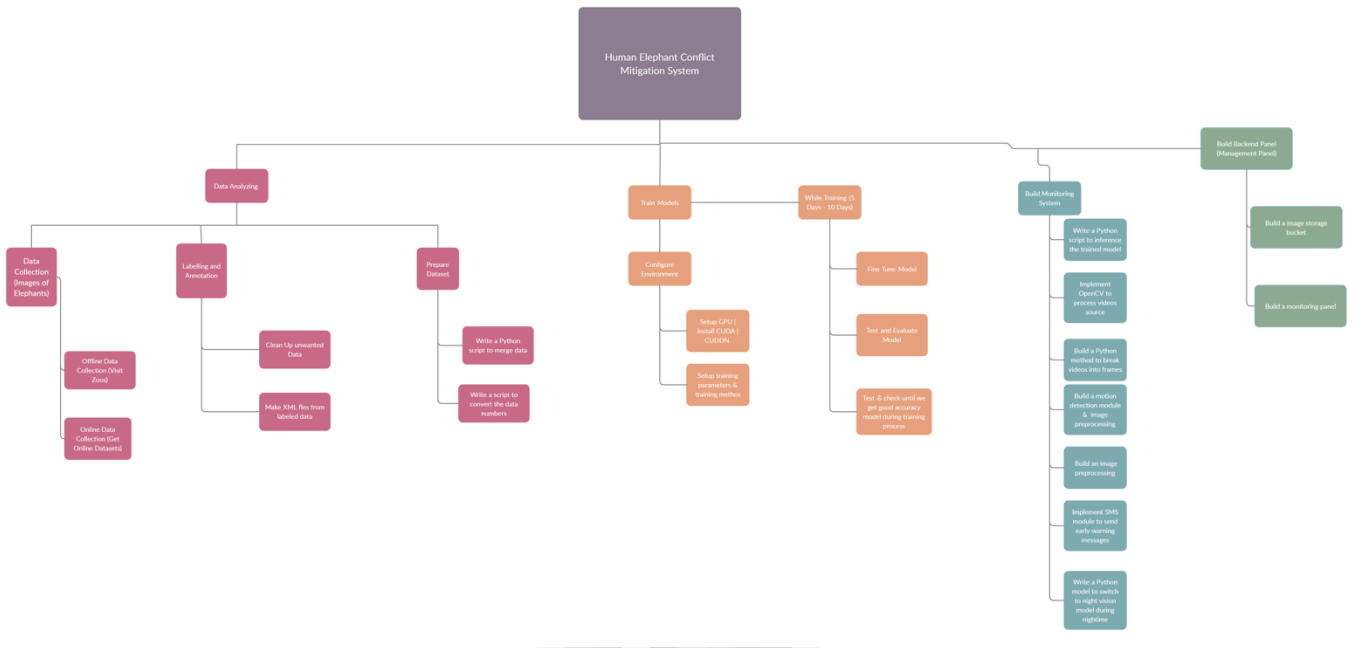 Human Elephant Conflict
Mitigation System
Build Backend Panel
(Management Panel)
Data Analyzing
Train Models
While Training (5
Days - 10 Days)
Build Monitoring
System
Data
Collection
(Images of
Elephants)
Labelling and
Annotation
Prepare
Dataset
Configure
Environment
Fine Tune Model
Write a Python
script to inference
the trained model
Build a image storage
bucket
Implement
OpenCV to
process videos
source
Build a monitoring panel
Offline Data
Collection (Visit
Zoos)
Online Data
Collection (Get
Online Datasets)
Clean Up unwanted
Data
Make XML fles from
labeled data
Write a Python
script to merge data
Write a script to
convert the data
numbers
Setup GPU |
Install CUDA |
CUDDN
Setup training
parameters &
training methos
Test and Evaluate
Model
Test & check until we
get good accuracy
model during training
process
Build a Python
method to break
videos into frames
Build a motion
detection module
& image
preprocessing
Build an image
preprocessing
Implement SMS
module to send
early warning
messages
Write a Python
model to switch
to night vision
model during
nightime